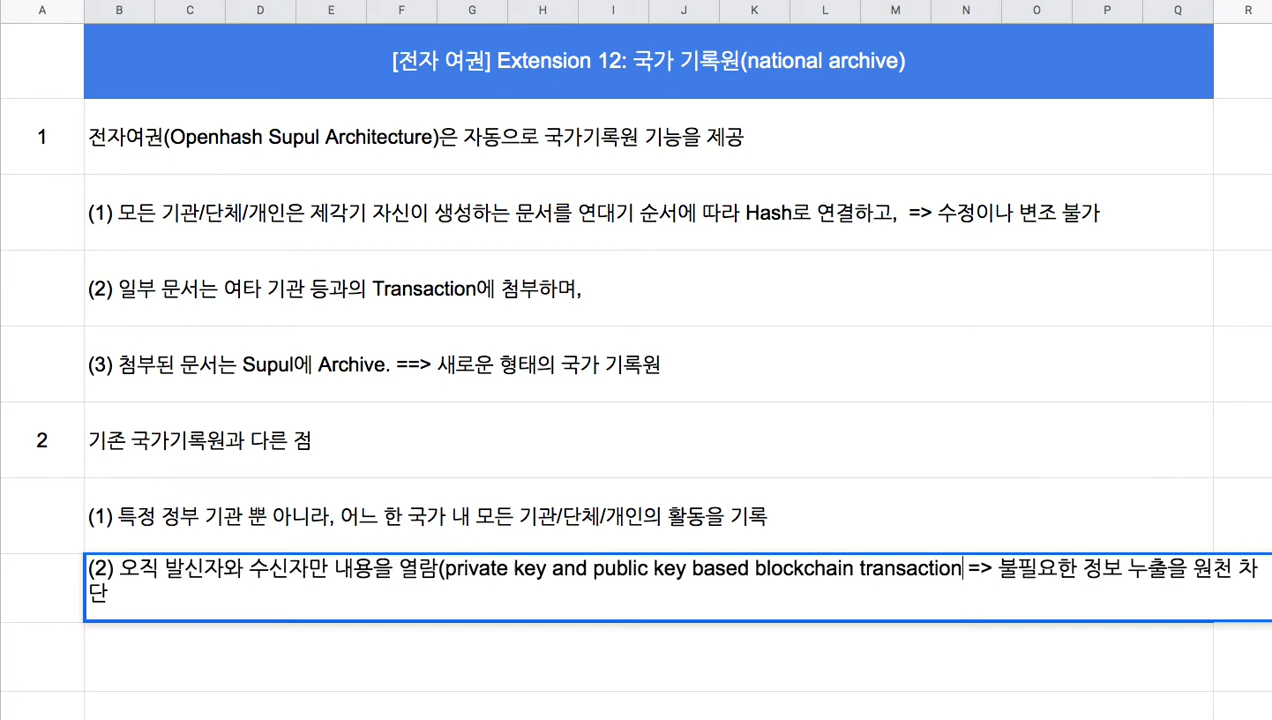 A B C D E F G H I J K L M N O P Q R
[전자 여권] Extension 12: 국가 기록원(national archive)
1 전자여권(Openhash Supul Architecture)은 자동으로 국가기록원 기능을 제공
(1) 모든 기관/단체/개인은 제각기 자신이 생성하는 문서를 연대기 순서에 따라 Hash로 연결하고, => 수정이나 변조 불가
(2) 일부 문서는 여타 기관 등과의 Transaction에 첨부하며,
(3) 첨부된 문서는 Supul에 Archive. ==> 새로운 형태의 국가 기록원
2 기존 국가기록원과 다른 점
(1) 특정 정부 기관 뿐 아니라, 어느 한 국가 내 모든 기관/단체/개인의 활동을 기록
(2) 오직 발신자와 수신자만 내용을 열람(private key and public key based blockchain transaction => 불필요한 정보 누출을 원천 차
단